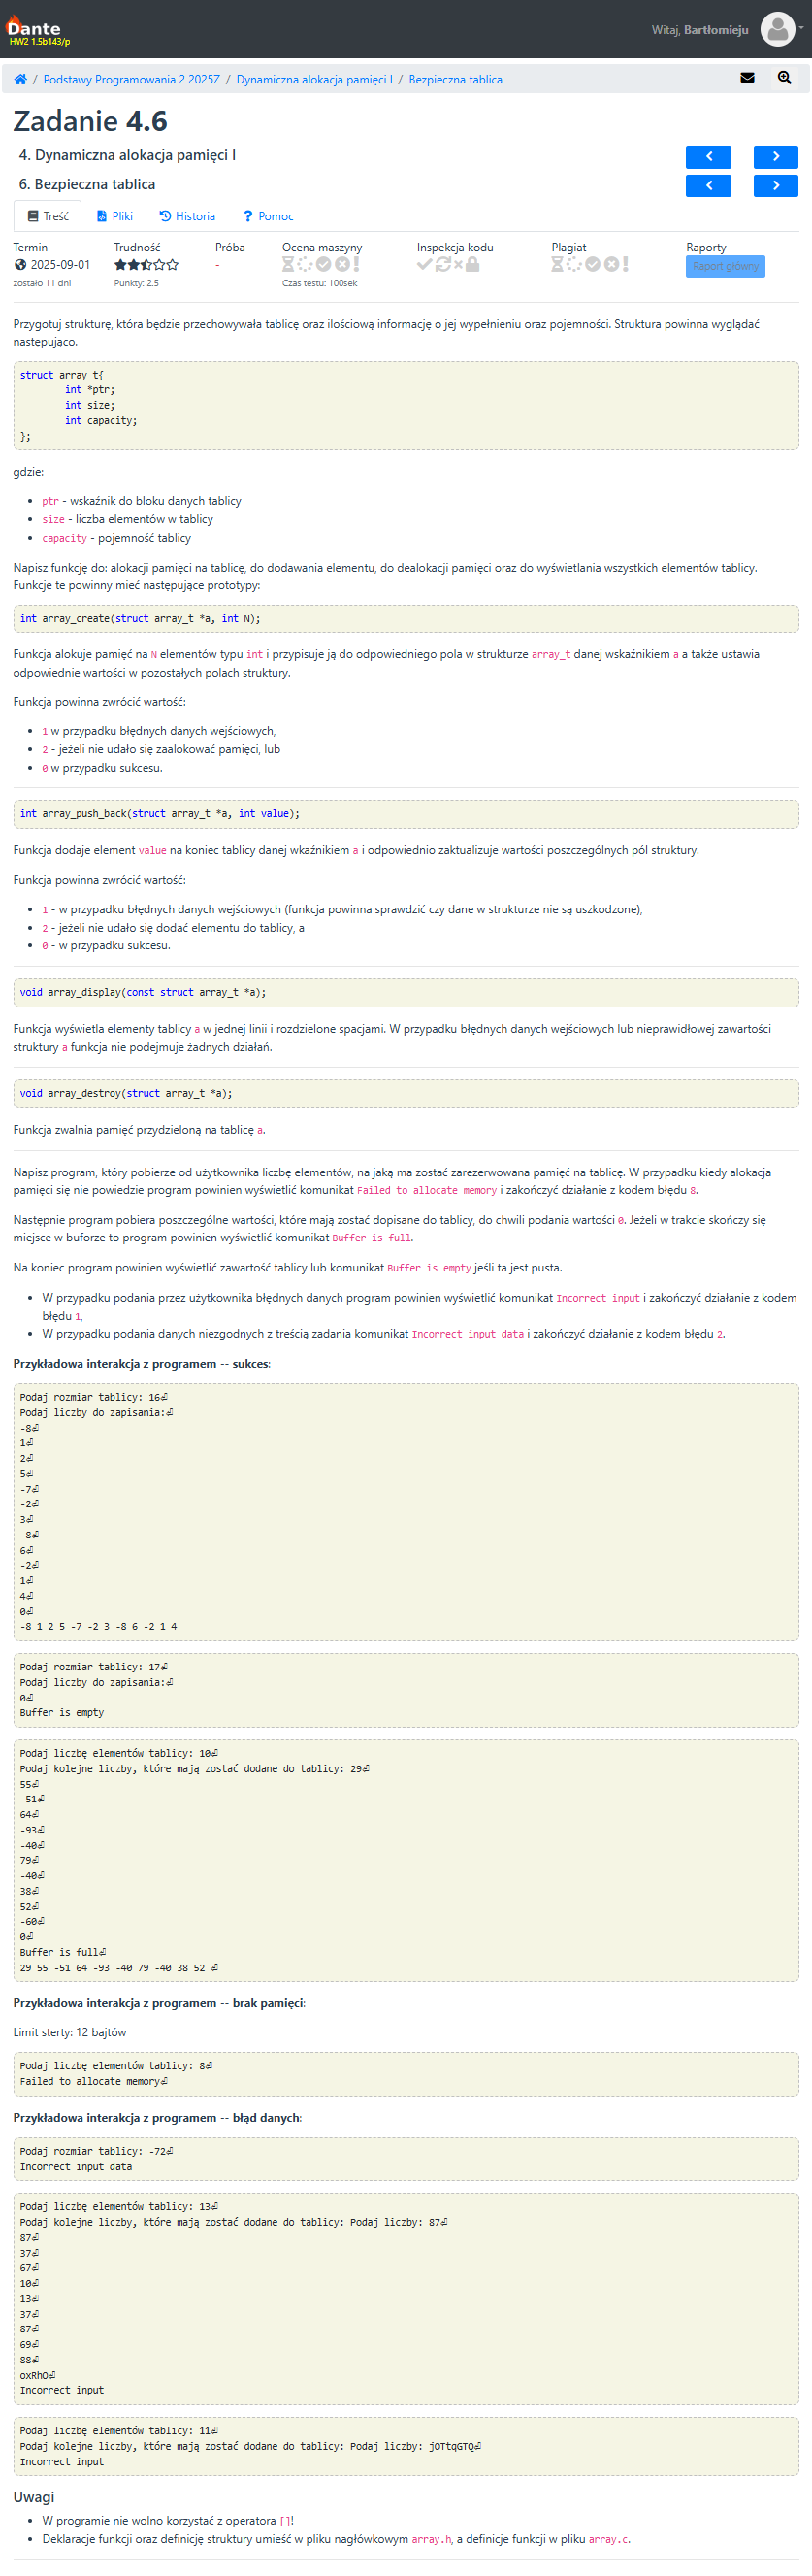 Dante
HW2 1.5b143/p
Witaj, Bartłomieju
/ Podstawy Programowania 2 2025Z / Dynamiczna alokacja pamięci I / Bezpieczna tablica
Zadanie 4.6
4. Dynamiczna alokacja pamięci I
6. Bezpieczna tablica
Treść Pliki Historia Pomoc
Termin Trudność Próba Ocena maszyny Inspekcja kodu Plagiat Raporty
2025-09-01 - Raport główny
zostało 11 dni Punkty: 2.5 Czas testu: 100sek
Przygotuj strukturę, która będzie przechowywała tablicę oraz ilościową informację o jej wypełnieniu oraz pojemności. Struktura powinna wyglądać
następująco.
struct array_t{
int *ptr;
int size;
int capacity;
};
gdzie:
• ptr - wskaźnik do bloku danych tablicy
• size - liczba elementów w tablicy
• capacity - pojemność tablicy
Napisz funkcję do: alokacji pamięci na tablicę, do dodawania elementu, do dealokacji pamięci oraz do wyświetlania wszystkich elementów tablicy.
Funkcje te powinny mieć następujące prototypy:
int array_create(struct array_t *a, int N);
Funkcja alokuje pamięć na N elementów typu int i przypisuje ją do odpowiedniego pola w strukturze array_t danej wskaźnikiem a a także ustawia
odpowiednie wartości w pozostałych polach struktury.
Funkcja powinna zwrócić wartość:
• 1 w przypadku błędnych danych wejściowych,
• 2 - jeżeli nie udało się zaalokować pamięci, lub
• 0 w przypadku sukcesu.
int array_push_back(struct array_t *a, int value);
Funkcja dodaje element value na koniec tablicy danej wkaźnikiem a i odpowiednio zaktualizuje wartości poszczególnych pól struktury.
Funkcja powinna zwrócić wartość:
• 1 - w przypadku błędnych danych wejściowych (funkcja powinna sprawdzić czy dane w strukturze nie są uszkodzone),
• 2 - jeżeli nie udało się dodać elementu do tablicy, a
• 0 - w przypadku sukcesu.
void array_display(const struct array_t *a);
Funkcja wyświetla elementy tablicy a w jednej linii i rozdzielone spacjami. W przypadku błędnych danych wejściowych lub nieprawidłowej zawartości
struktury a funkcja nie podejmuje żadnych działań.
void array_destroy(struct array_t *a);
Funkcja zwalnia pamięć przydzieloną na tablicę a.
Napisz program, który pobierze od użytkownika liczbę elementów, na jaką ma zostać zarezerwowana pamięć na tablicę. W przypadku kiedy alokacja
pamięci się nie powiedzie program powinien wyświetlić komunikat Failed to allocate memory i zakończyć działanie z kodem błędu 8.
Następnie program pobiera poszczególne wartości, które mają zostać dopisane do tablicy, do chwili podania wartości 0. Jeżeli w trakcie skończy się
miejsce w buforze to program powinien wyświetlić komunikat Buffer is full.
Na koniec program powinien wyświetlić zawartość tablicy lub komunikat Buffer is empty jeśli ta jest pusta.
• W przypadku podania przez użytkownika błędnych danych program powinien wyświetlić komunikat Incorrect input i zakończyć działanie z kodem
błędu 1,
• W przypadku podania danych niezgodnych z treścią zadania komunikat Incorrect input data i zakończyć działanie z kodem błędu 2.
Przykładowa interakcja z programem -- sukces:
Podaj rozmiar tablicy: 16⏎
Podaj liczby do zapisania:⏎
-8⏎
1⏎
2⏎
5⏎
-7⏎
-2⏎
3⏎
-8⏎
6⏎
-2⏎
1⏎
4⏎
0⏎
-8 1 2 5 -7 -2 3 -8 6 -2 1 4
Podaj rozmiar tablicy: 17⏎
Podaj liczby do zapisania:⏎
0⏎
Buffer is empty
Podaj liczbę elementów tablicy: 10⏎
Podaj kolejne liczby, które mają zostać dodane do tablicy: 29⏎
55⏎
-51⏎
64⏎
-93⏎
-40⏎
79⏎
-40⏎
38⏎
52⏎
-60⏎
0⏎
Buffer is full⏎
29 55 -51 64 -93 -40 79 -40 38 52 ⏎
Przykładowa interakcja z programem -- brak pamięci:
Limit sterty: 12 bajtów
Podaj liczbę elementów tablicy: 8⏎
Failed to allocate memory⏎
Przykładowa interakcja z programem -- błąd danych:
Podaj rozmiar tablicy: -72⏎
Incorrect input data
Podaj liczbę elementów tablicy: 13⏎
Podaj kolejne liczby, które mają zostać dodane do tablicy: Podaj liczby: 87⏎
87⏎
37⏎
67⏎
10⏎
13⏎
37⏎
87⏎
69⏎
88⏎
oxRhO⏎
Incorrect input
Podaj liczbę elementów tablicy: 11⏎
Podaj kolejne liczby, które mają zostać dodane do tablicy: Podaj liczby: jOTtqGTQ⏎
Incorrect input
Uwagi
• W programie nie wolno korzystać z operatora []!
• Deklaracje funkcji oraz definicję struktury umieść w pliku nagłówkowym array.h, a definicje funkcji w pliku array.c.